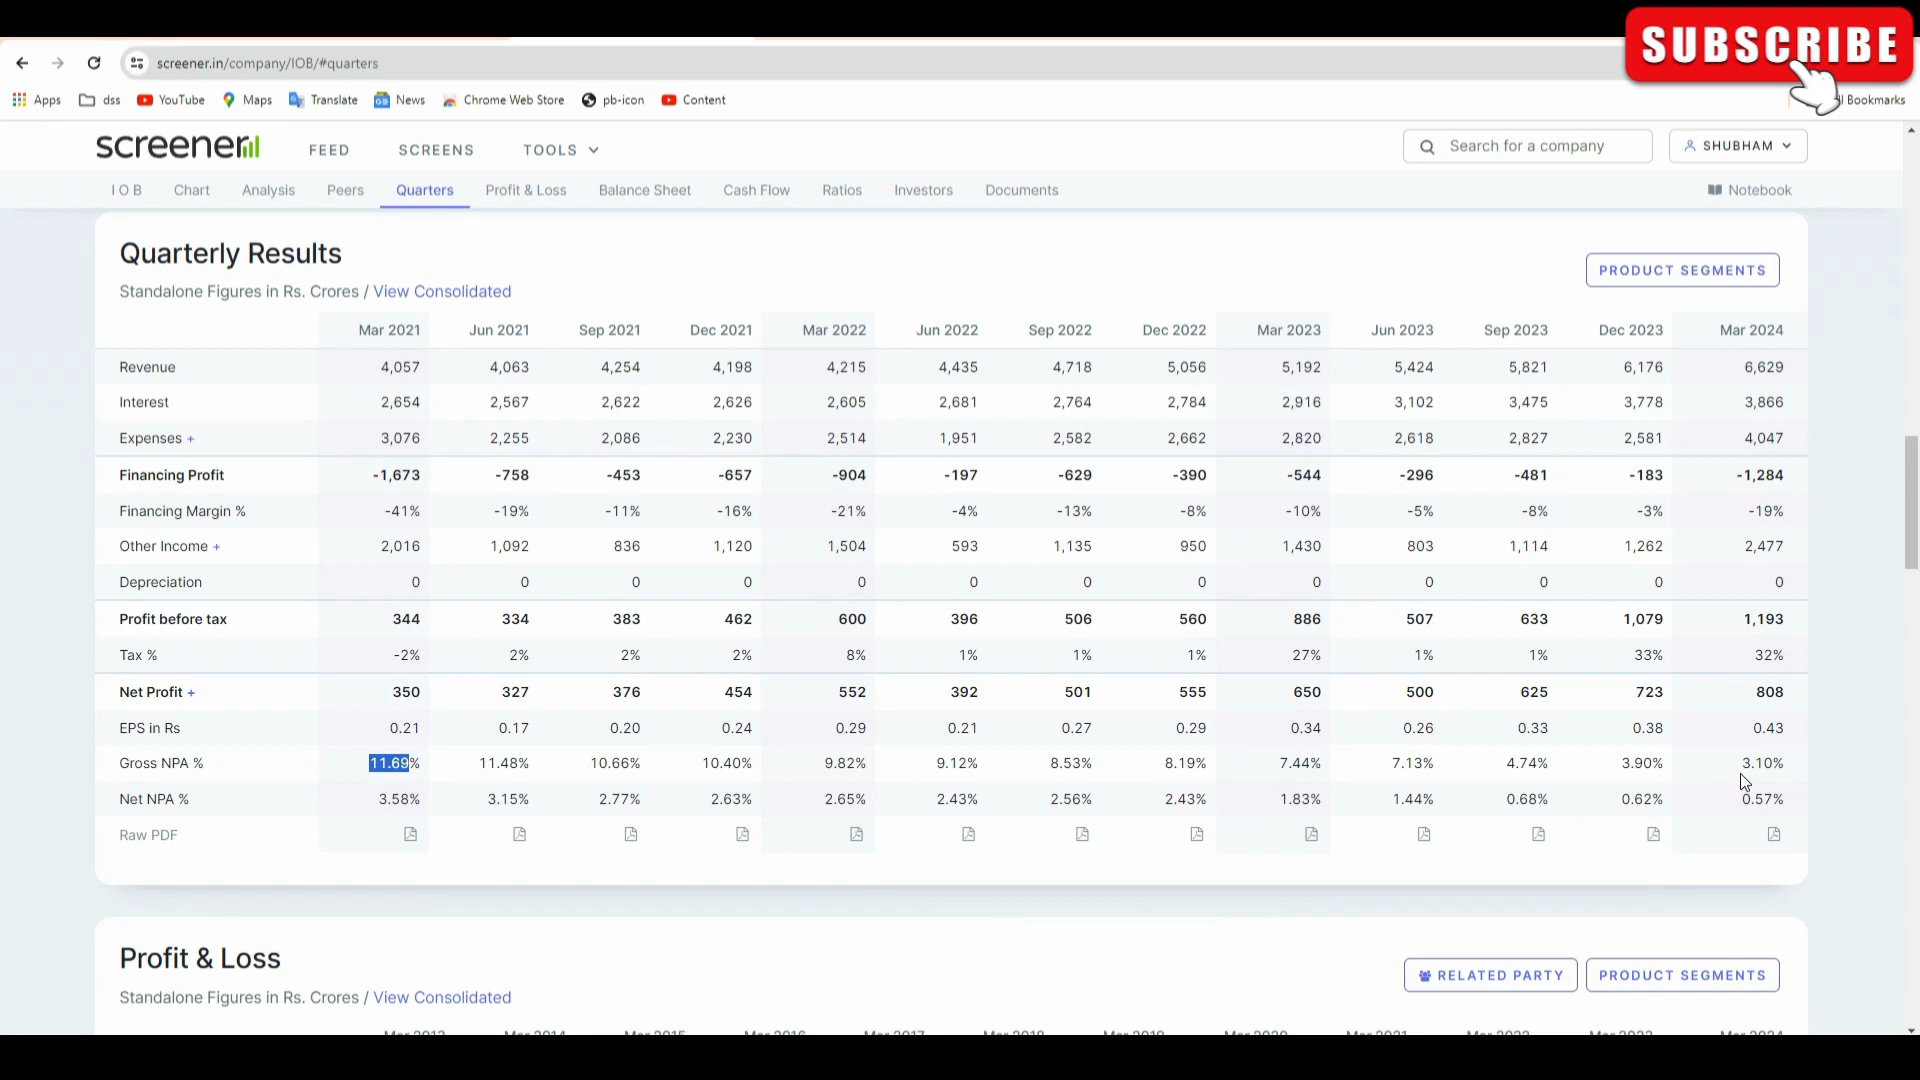 SUBSCRIBE
screener.in/company/IOB/#quarters
Apps dss YouTube Maps Translate News Chrome Web Store pb-icon Content Bookmarks
screener FEED SCREENS TOOLS Search for a company SHUBHAM
I O B Chart Analysis Peers Quarters Profit & Loss Balance Sheet Cash Flow Ratios Investors Documents Notebook
Quarterly Results
PRODUCT SEGMENTS
Standalone Figures in Rs. Crores / View Consolidated
Mar 2021 Jun 2021 Sep 2021 Dec 2021 Mar 2022 Jun 2022 Sep 2022 Dec 2022 Mar 2023 Jun 2023 Sep 2023 Dec 2023 Mar 2024
Revenue 4,057 4,063 4,254 4,198 4,215 4,435 4,718 5,056 5,192 5,424 5,821 6,176 6,629
Interest 2,654 2,567 2,622 2,626 2,605 2,681 2,764 2,784 2,916 3,102 3,475 3,778 3,866
Expenses + 3,076 2,255 2,086 2,230 2,514 1,951 2,582 2,662 2,820 2,618 2,827 2,581 4,047
Financing Profit -1,673 -758 -453 -657 -904 -197 -629 -390 -544 -296 -481 -183 -1,284
Financing Margin % -41% -19% -11% -16% -21% -4% -13% -8% -10% -5% -8% -3% -19%
Other Income + 2,016 1,092 836 1,120 1,504 593 1,135 950 1,430 803 1,114 1,262 2,477
Depreciation 0 0 0 0 0 0 0 0 0 0 0 0 0
Profit before tax 344 334 383 462 600 396 506 560 886 507 633 1,079 1,193
Tax % -2% 2% 2% 2% 8% 1% 1% 1% 27% 1% 1% 33% 32%
Net Profit + 350 327 376 454 552 392 501 555 650 500 625 723 808
EPS in Rs 0.21 0.17 0.20 0.24 0.29 0.21 0.27 0.29 0.34 0.26 0.33 0.38 0.43
Gross NPA % 11.69% 11.48% 10.66% 10.40% 9.82% 9.12% 8.53% 8.19% 7.44% 7.13% 4.74% 3.90% 3.10%
Net NPA % 3.58% 3.15% 2.77% 2.63% 2.65% 2.43% 2.56% 2.43% 1.83% 1.44% 0.68% 0.62% 0.57%
Raw PDF
Profit & Loss
RELATED PARTY PRODUCT SEGMENTS
Standalone Figures in Rs. Crores / View Consolidated